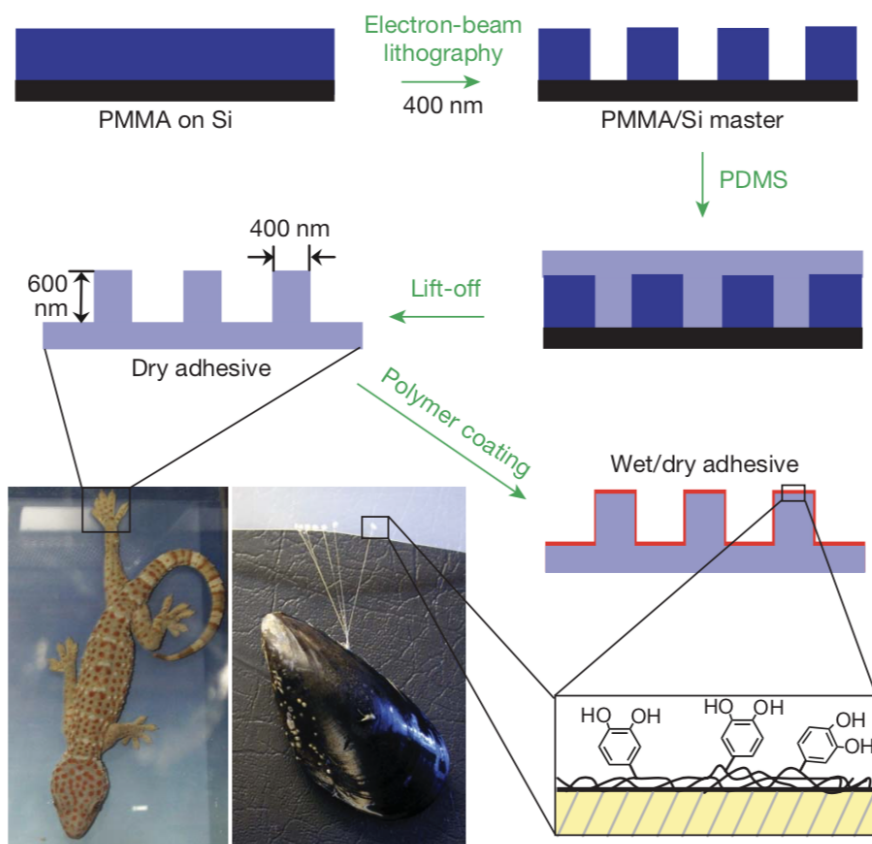 Electron-beam
lithography
400 nm
PMMA on Si
PMMA/Si master
PDMS
400 nm
600
nm
Lift-off
Dry adhesive
Polymer coating
Wet/dry adhesive
HO OH
HO OH
OH
HO